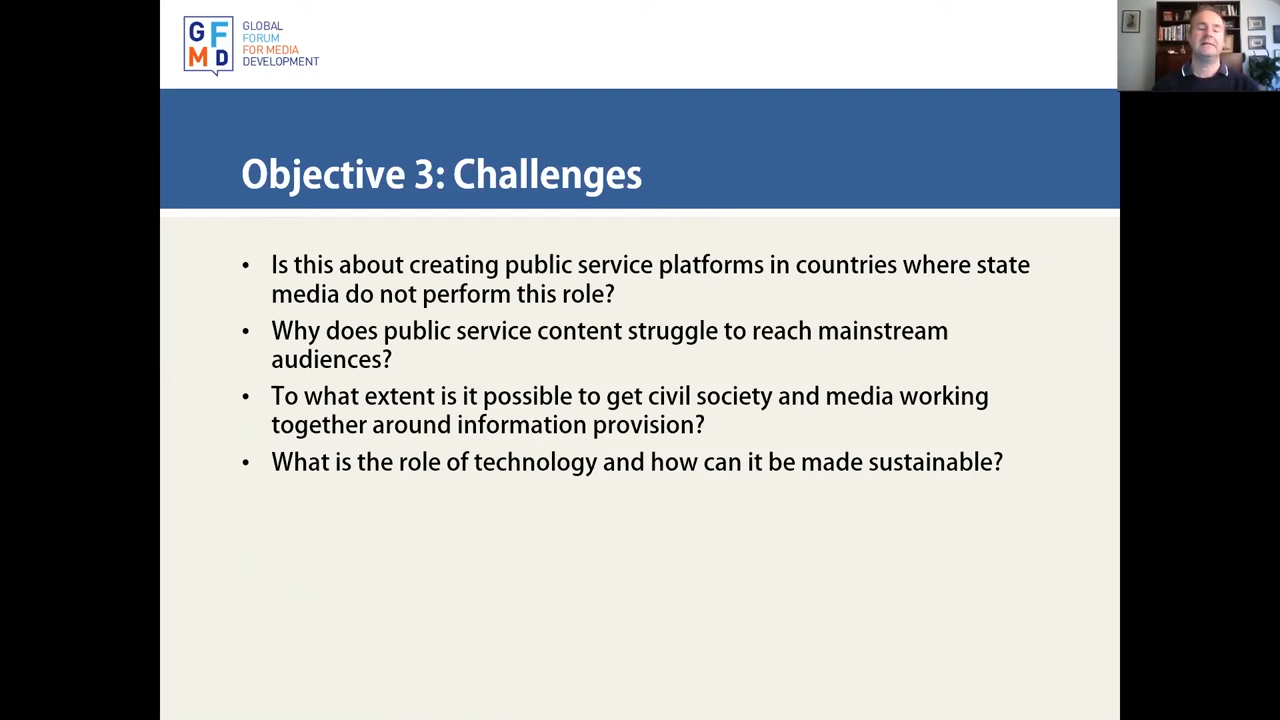 GF
MD
GLOBAL
FORUM
FOR MEDIA
DEVELOPMENT
Objective 3: Challenges
• Is this about creating public service platforms in countries where state
media do not perform this role?
• Why does public service content struggle to reach mainstream
audiences?
• To what extent is it possible to get civil society and media working
together around information provision?
• What is the role of technology and how can it be made sustainable?